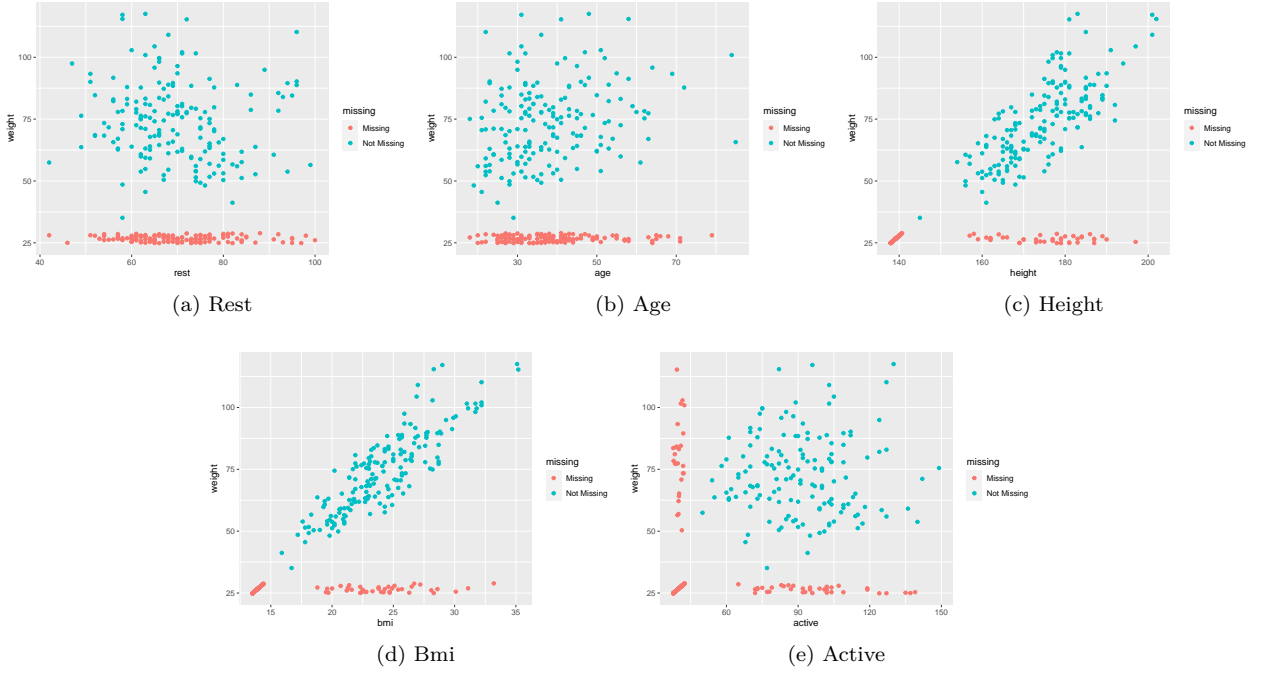 100
75
50
25
weight
40
60
80
100
rest
missing
Missing
Not Missing
(a) Rest
100
75
50
25
weight
30
50
70
age
missing
Missing
Not Missing
(b) Age
100
75
50
25
weight
140
160
180
200
height
missing
Missing
Not Missing
(c) Height
100
75
50
25
weight
15
20
25
30
35
bmi
missing
Missing
Not Missing
(d) Bmi
100
75
50
25
weight
60
90
120
150
active
missing
Missing
Not Missing
(e) Active